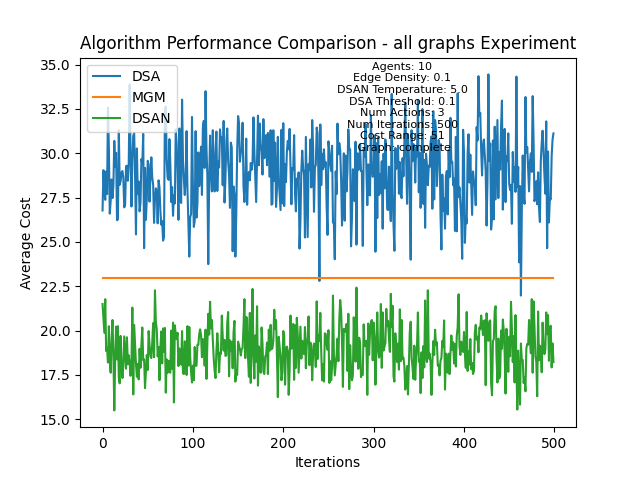 Algorithm Performance Comparison - all graphs Experiment
DSA
MGM
DSAN
Agents: 10
Edge Density: 0.1
DSAN Temperature: 5.0
DSA Threshold: 0.1
Num Actions: 3
Num Iterations: 500
Cost Range: 51
Graph: complete
Average Cost
35.0
32.5
30.0
27.5
25.0
22.5
20.0
17.5
15.0
0 100 200 300 400 500
Iterations